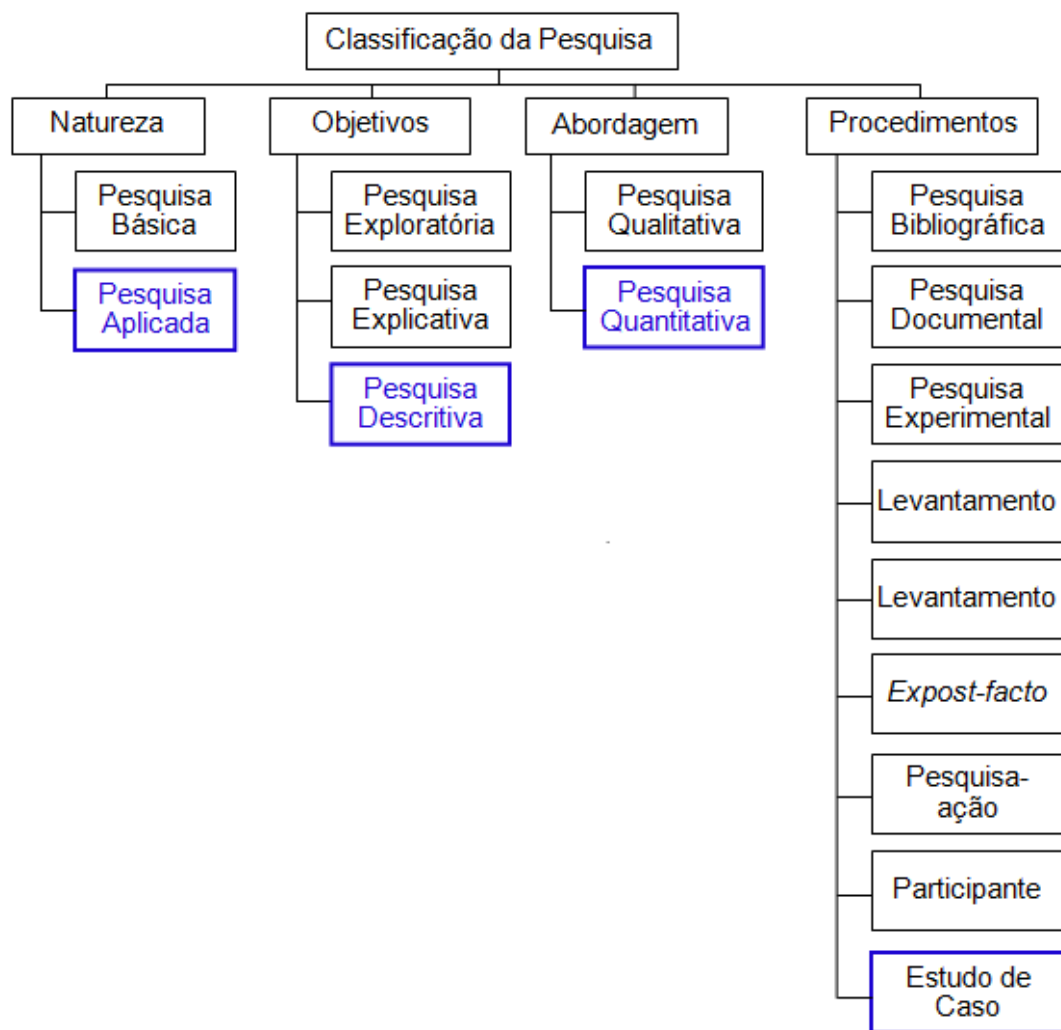 Classificação da Pesquisa
Natureza
Pesquisa
Básica
Pesquisa
Aplicada
Objetivos
Pesquisa
Exploratória
Pesquisa
Explicativa
Pesquisa
Descritiva
Abordagem
Pesquisa
Qualitativa
Pesquisa
Quantitativa
Procedimentos
Pesquisa
Bibliográfica
Pesquisa
Documental
Pesquisa
Experimental
Levantamento
Levantamento
Expost-facto
Pesquisa-
ação
Participante
Estudo de
Caso